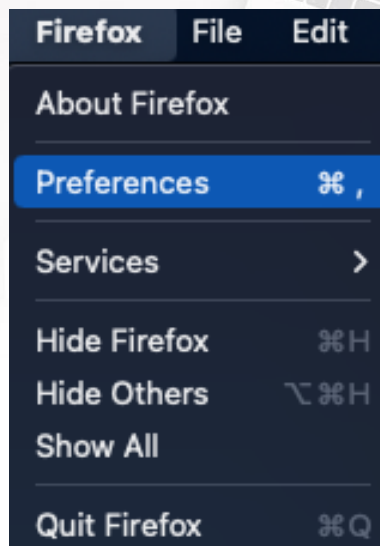 Firefox File Edit
About Firefox
Preferences ⌘ ,
Services >
Hide Firefox ⌘H
Hide Others ⌥⌘H
Show All
Quit Firefox ⌘Q